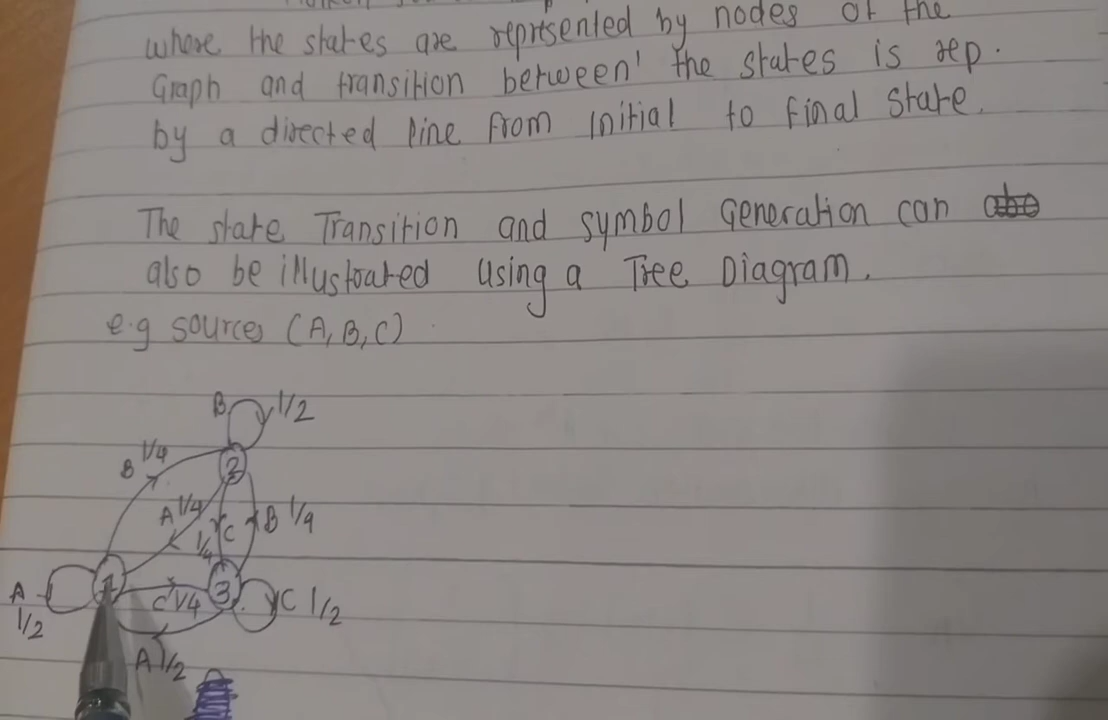 where the states are represented by nodes of the
Graph and transition between' the states is rep.
by a directed line from initial to final state.
The state Transition and symbol Generation can
also be illustrated using a Tree Diagram.
e.g sources (A, B, C)
B 1/2
B 1/4
2
A 1/4
C 1/4
B 1/4
A 1/2
1
C 1/4
3
C 1/2
A 1/2